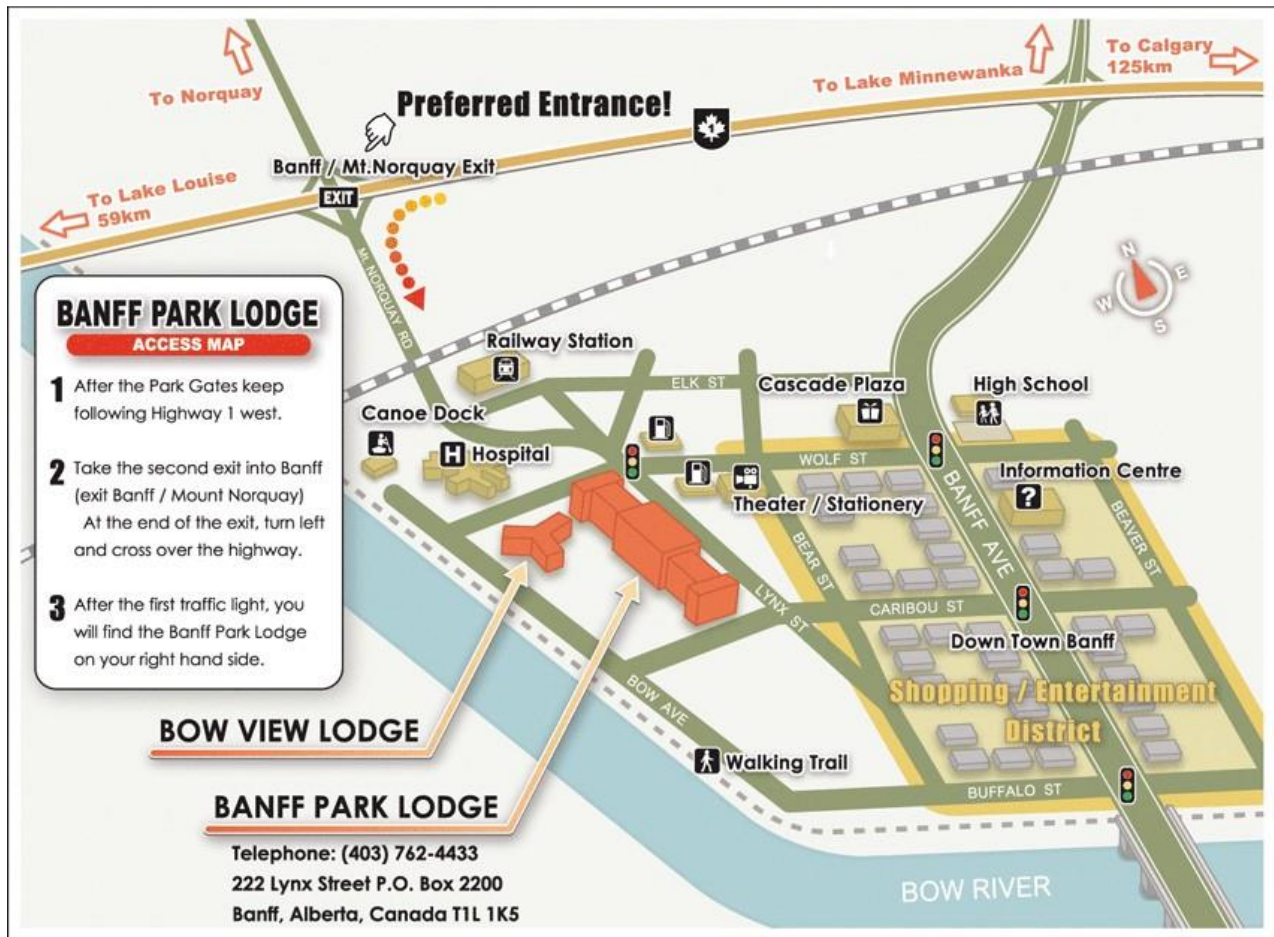 To Norquay
Preferred Entrance!
To Lake Minnewanka
To Calgary
125km
1
Banff / Mt.Norquay Exit
EXIT
To Lake Louise
59km
Mt. NORQUAY RD
N
E
W
S
BANFF PARK LODGE
ACCESS MAP
1 After the Park Gates keep
following Highway 1 west.
2 Take the second exit into Banff
(exit Banff / Mount Norquay)
At the end of the exit, turn left
and cross over the highway.
3 After the first traffic light, you
will find the Banff Park Lodge
on your right hand side.
Railway Station
ELK ST
Cascade Plaza
High School
Canoe Dock
H Hospital
WOLF ST
Information Centre
?
Theater / Stationery
BANFF AVE
BEAVER ST
BEAR ST
LYNX ST
CARIBOU ST
Down Town Banff
Shopping / Entertainment
District
BOW AVE
Walking Trail
BUFFALO ST
BOW VIEW LODGE
BANFF PARK LODGE
Telephone: (403) 762-4433
222 Lynx Street P.O. Box 2200
Banff, Alberta, Canada T1L 1K5
BOW RIVER